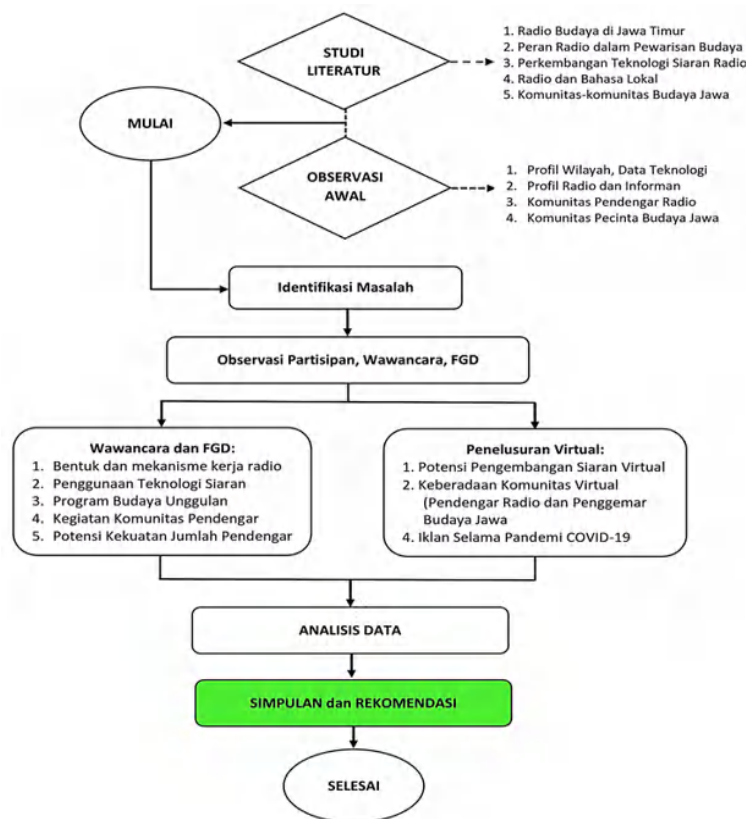 STUDI
LITERATUR
1. Radio Budaya di Jawa Timur
2. Peran Radio dalam Pewarisan Budaya
3. Perkembangan Teknologi Siaran Radio
4. Radio dan Bahasa Lokal
5. Komunitas-komunitas Budaya Jawa
MULAI
OBSERVASI
AWAL
1. Profil Wilayah, Data Teknologi
2. Profil Radio dan Informan
3. Komunitas Pendengar Radio
4. Komunitas Pecinta Budaya Jawa
Identifikasi Masalah
Observasi Partisipan, Wawancara, FGD
Wawancara dan FGD:
1. Bentuk dan mekanisme kerja radio
2. Penggunaan Teknologi Siaran
3. Program Budaya Unggulan
4. Kegiatan Komunitas Pendengar
5. Potensi Kekuatan Jumlah Pendengar
Penelusuran Virtual:
1. Potensi Pengembangan Siaran Virtual
2. Keberadaan Komunitas Virtual
(Pendengar Radio dan Penggemar
Budaya Jawa
4. Iklan Selama Pandemi COVID-19
ANALISIS DATA
SIMPULAN dan REKOMENDASI
SELESAI